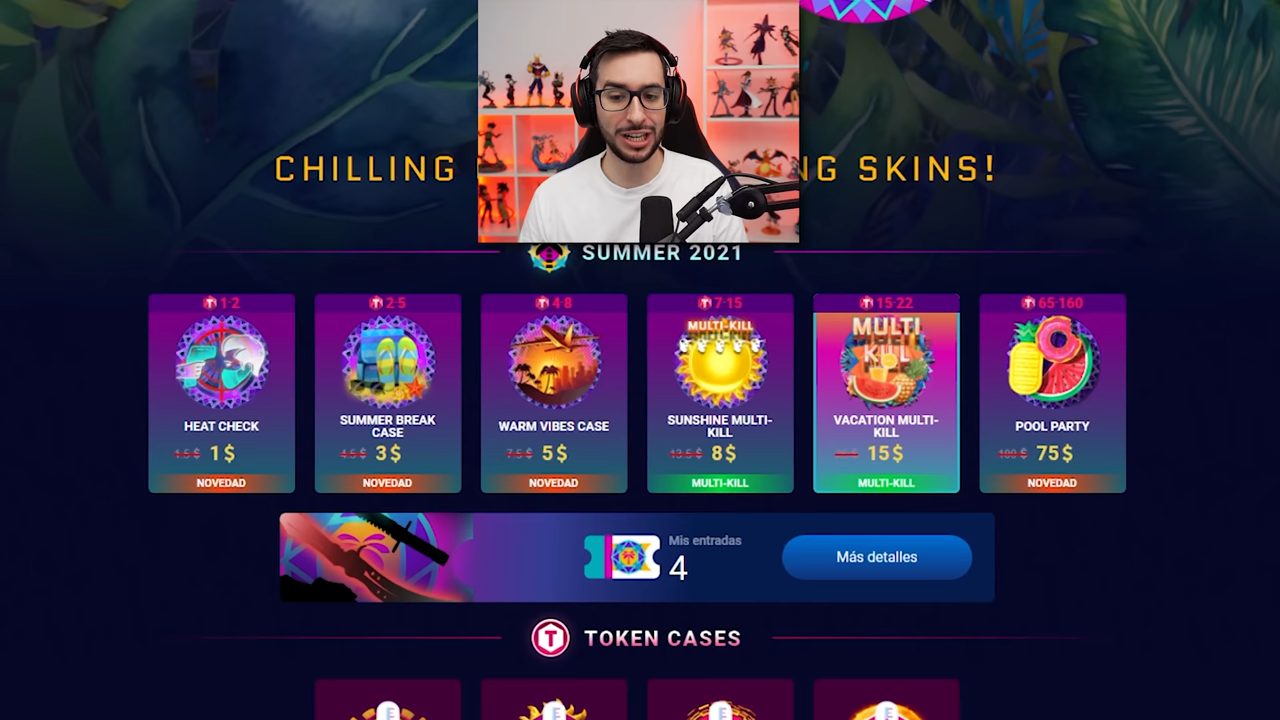 CHILLING NG SKINS!
SUMMER 2021
1-2
2-5
4-8
7-15
15-22
65-160
MULTI-KILL
MULTI
KILL
HEAT CHECK
SUMMER BREAK
CASE
WARM VIBES CASE
SUNSHINE MULTI-
KILL
VACATION MULTI-
KILL
POOL PARTY
1.5$ 1$
4.5$ 3$
7.5$ 5$
13.5$ 8$
15$
100$ 75$
NOVEDAD
NOVEDAD
NOVEDAD
MULTI-KILL
MULTI-KILL
NOVEDAD
Mis entradas
4
Más detalles
T TOKEN CASES
E
E
E
E